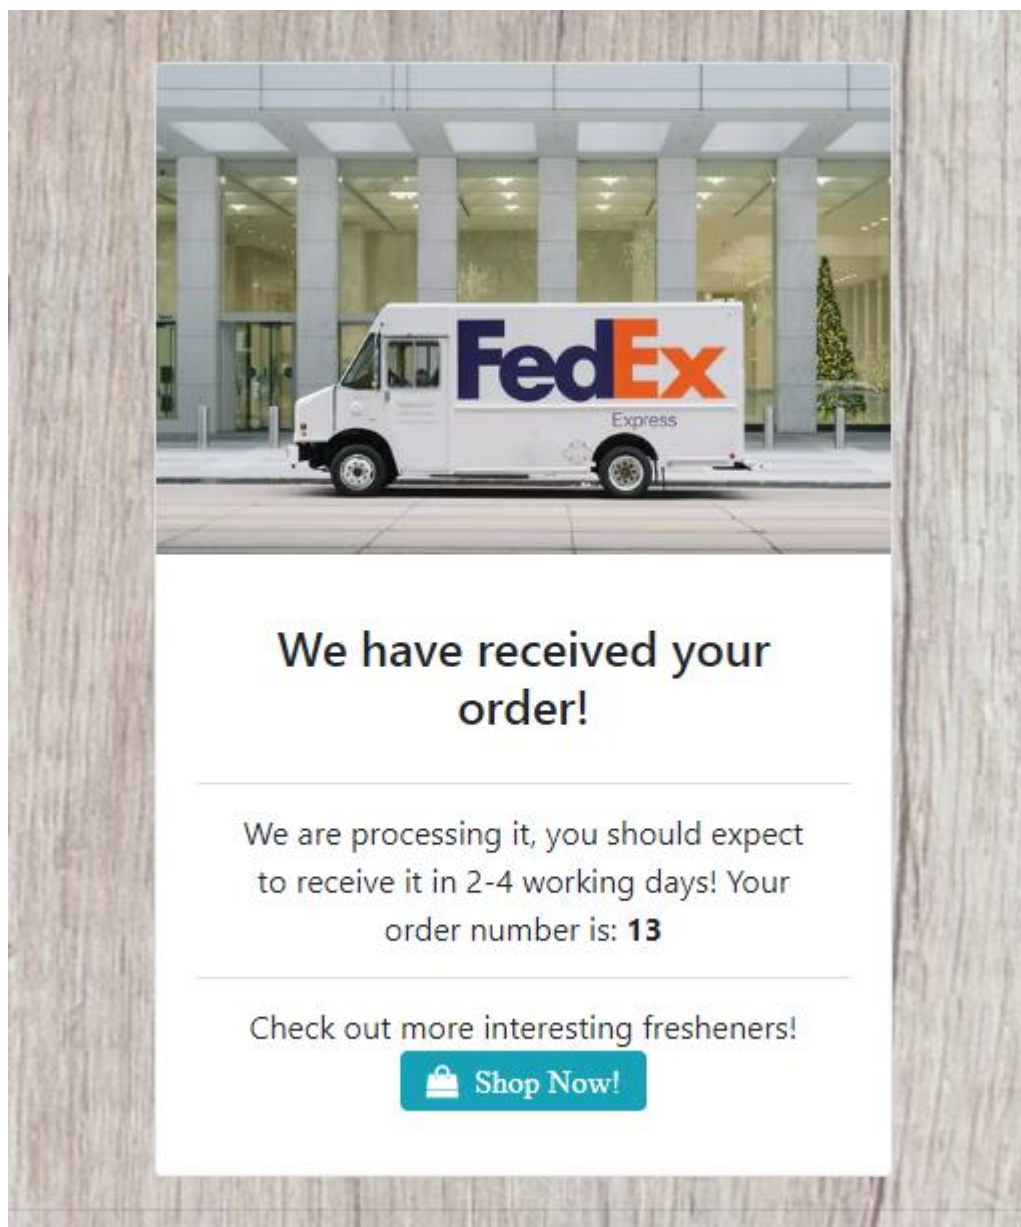 FedEx
Express
We have received your
order!
We are processing it, you should expect
to receive it in 2-4 working days! Your
order number is: 13
Check out more interesting fresheners!
Shop Now!